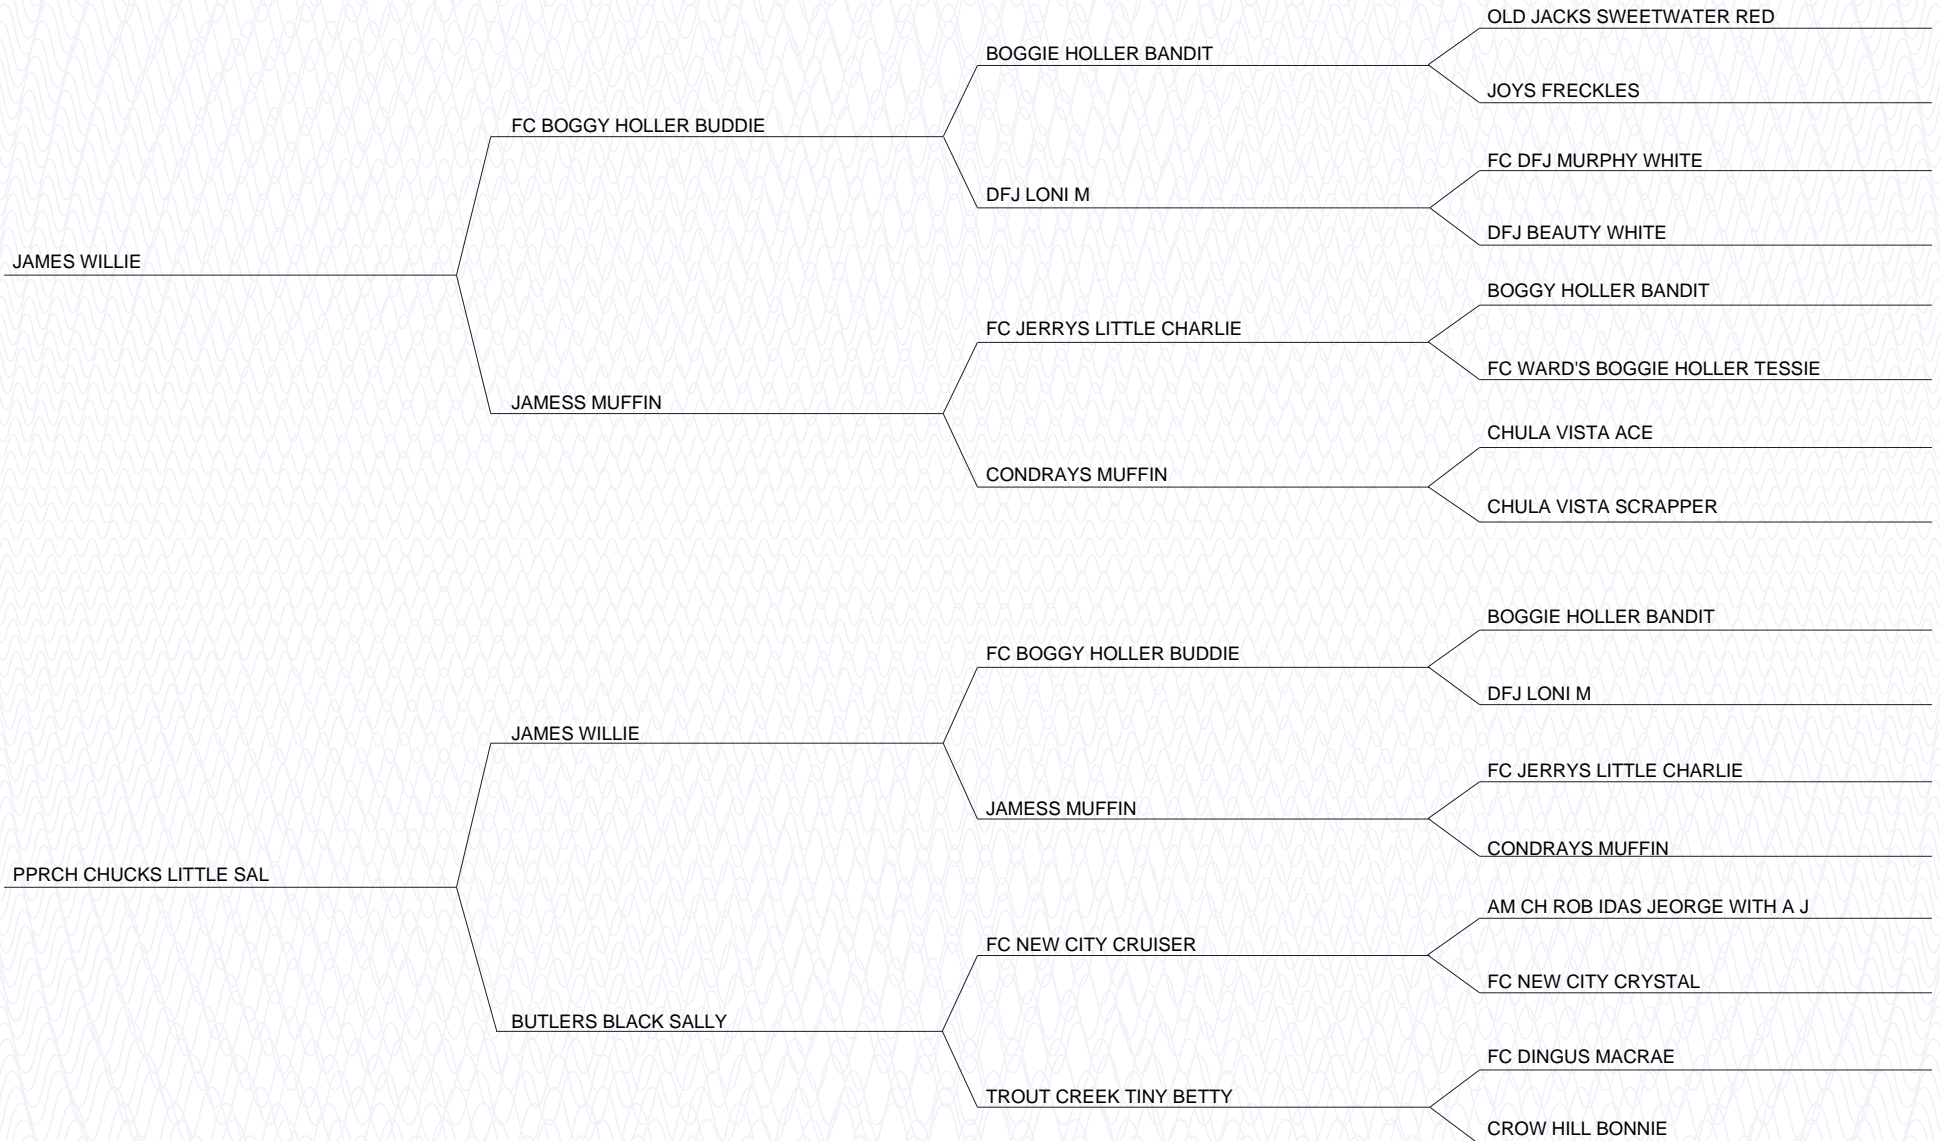 OLD JACKS SWEETWATER RED
BOGGIE HOLLER BANDIT
JOYS FRECKLES
FC BOGGY HOLLER BUDDIE
FC DFJ MURPHY WHITE
DFJ LONI M
DFJ BEAUTY WHITE
JAMES WILLIE
BOGGY HOLLER BANDIT
FC JERRYS LITTLE CHARLIE
FC WARD'S BOGGIE HOLLER TESSIE
JAMESS MUFFIN
CHULA VISTA ACE
CONDRAYS MUFFIN
CHULA VISTA SCRAPPER
BOGGIE HOLLER BANDIT
FC BOGGY HOLLER BUDDIE
DFJ LONI M
JAMES WILLIE
FC JERRYS LITTLE CHARLIE
JAMESS MUFFIN
CONDRAYS MUFFIN
PPRCH CHUCKS LITTLE SAL
AM CH ROB IDAS JEORGE WITH A J
FC NEW CITY CRUISER
FC NEW CITY CRYSTAL
BUTLERS BLACK SALLY
FC DINGUS MACRAE
TROUT CREEK TINY BETTY
CROW HILL BONNIE